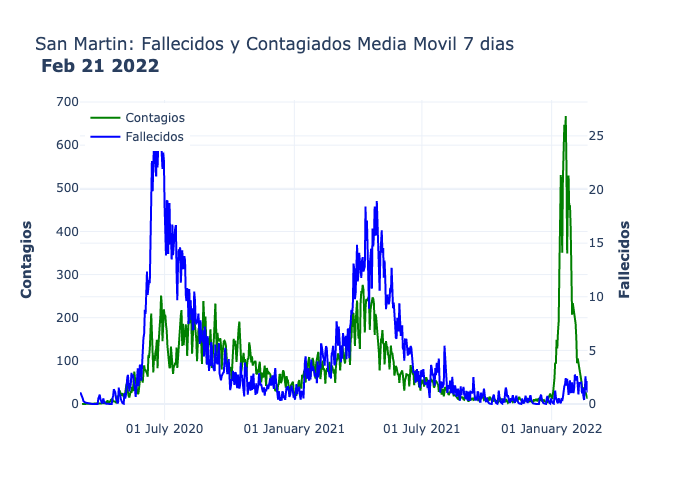 San Martin: Fallecidos y Contagiados Media Movil 7 dias
Feb 21 2022
Contagios
Fallecidos
700
600
500
400
300
200
100
0
25
20
15
10
5
0
Contagios
Fallecidos
01 July 2020
01 January 2021
01 July 2021
01 January 2022